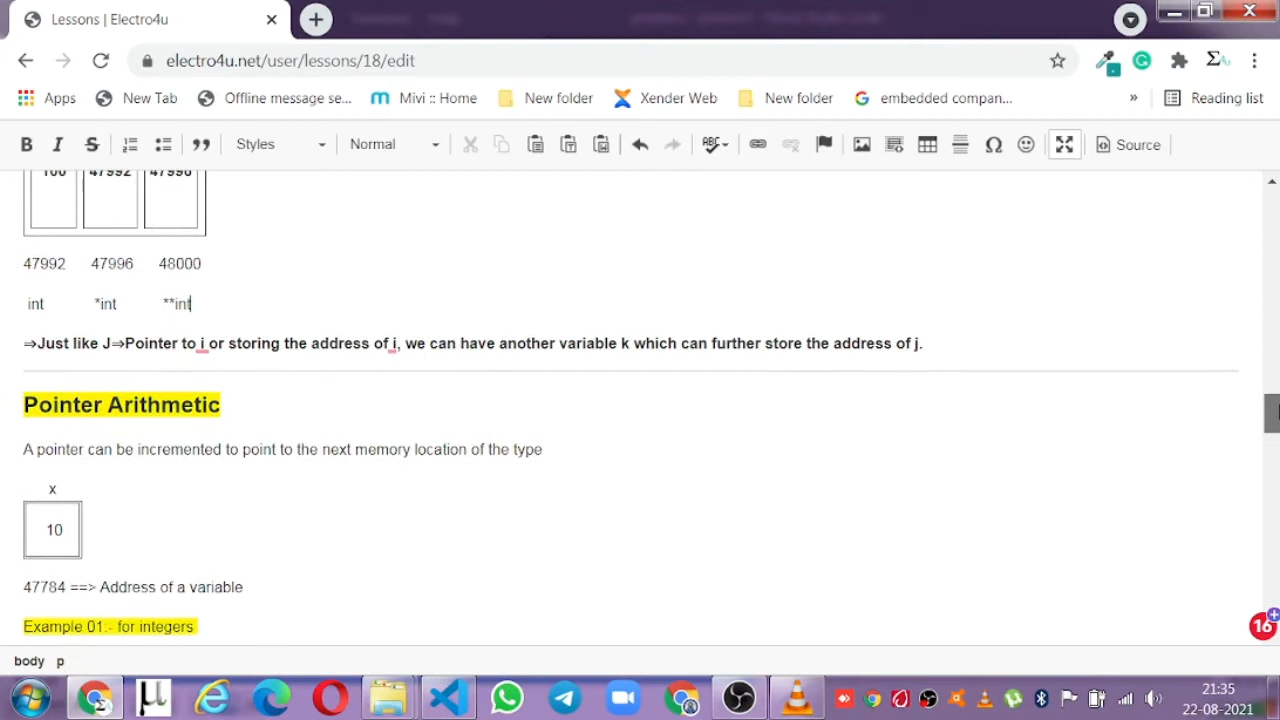 Lessons | Electro4u
electro4u.net/user/lessons/18/edit
Apps New Tab Offline message se... Mivi :: Home New folder Xender Web New folder embedded compan... » Reading list
B I S Styles Normal ABC Ω Source
100 47992 47996
47992 47996 48000
int *int **int
⇒Just like J⇒Pointer to i or storing the address of i, we can have another variable k which can further store the address of j.
Pointer Arithmetic
A pointer can be incremented to point to the next memory location of the type
x
10
47784 ==> Address of a variable
Example 01:- for integers
16
body p
21:35
22-08-2021